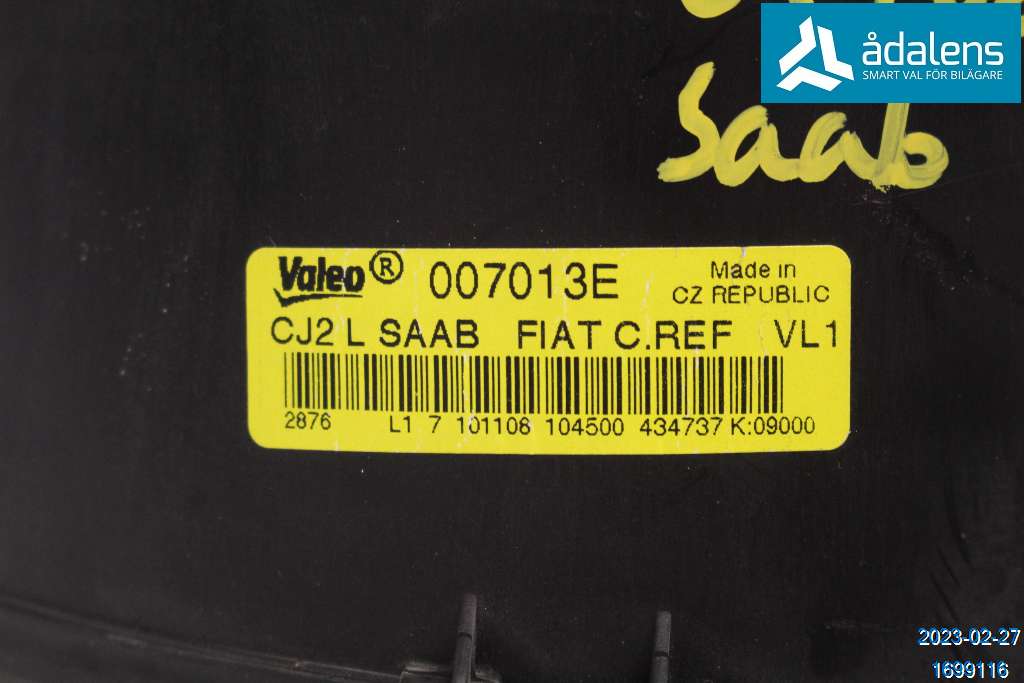 ådalens
SMART VAL FÖR BILÄGARE
Saab
Valeo® 007013E Made in
CZ REPUBLIC
CJ2 L SAAB FIAT C.REF VL1
2876 L1 7 101108 104500 434737 K:09000
2023-02-27
1699116